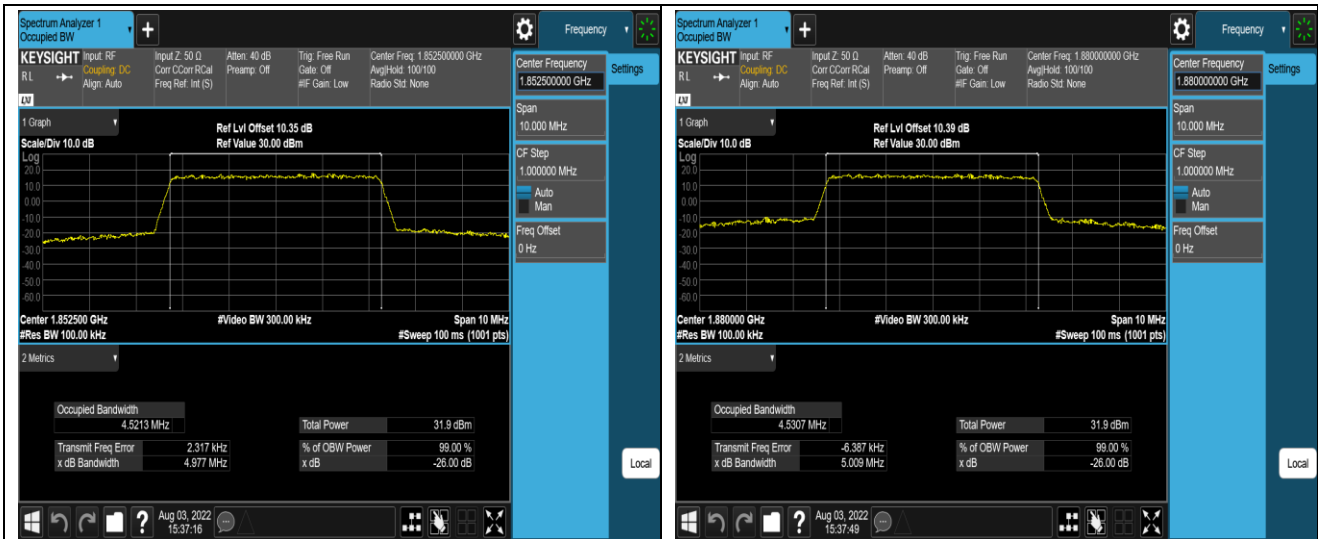 Spectrum Analyzer 1
Occupied BW
+
Frequency
KEYSIGHT Input: RF Input Z: 50 Ω Atten: 40 dB Trig: Free Run Center Freq: 1.852500000 GHz
RL Coupling: DC Corr CCorr RCal Preamp: Off Gate: Off Avg|Hold: 100/100
Align: Auto Freq Ref: Int (S) #IF Gain: Low Radio Std: None
LXI
Center Frequency
1.852500000 GHz
Settings
Span
10.000 MHz
CF Step
1.000000 MHz
Auto
Man
Freq Offset
0 Hz
1 Graph
Ref Lvl Offset 10.35 dB
Scale/Div 10.0 dB Ref Value 30.00 dBm
Log
20.0
10.0
0.00
-10.0
-20.0
-30.0
-40.0
-50.0
-60.0
Center 1.852500 GHz #Video BW 300.00 kHz Span 10 MHz
#Res BW 100.00 kHz #Sweep 100 ms (1001 pts)
2 Metrics
Occupied Bandwidth
4.5213 MHz Total Power 31.9 dBm
Transmit Freq Error 2.317 kHz % of OBW Power 99.00 %
x dB Bandwidth 4.977 MHz x dB -26.00 dB
Local
? Aug 03, 2022
15:37:16
Spectrum Analyzer 1
Occupied BW
+
Frequency
KEYSIGHT Input: RF Input Z: 50 Ω Atten: 40 dB Trig: Free Run Center Freq: 1.880000000 GHz
RL Coupling: DC Corr CCorr RCal Preamp: Off Gate: Off Avg|Hold: 100/100
Align: Auto Freq Ref: Int (S) #IF Gain: Low Radio Std: None
LXI
Center Frequency
1.880000000 GHz
Settings
Span
10.000 MHz
CF Step
1.000000 MHz
Auto
Man
Freq Offset
0 Hz
1 Graph
Ref Lvl Offset 10.39 dB
Scale/Div 10.0 dB Ref Value 30.00 dBm
Log
20.0
10.0
0.00
-10.0
-20.0
-30.0
-40.0
-50.0
-60.0
Center 1.880000 GHz #Video BW 300.00 kHz Span 10 MHz
#Res BW 100.00 kHz #Sweep 100 ms (1001 pts)
2 Metrics
Occupied Bandwidth
4.5307 MHz Total Power 31.9 dBm
Transmit Freq Error -6.387 kHz % of OBW Power 99.00 %
x dB Bandwidth 5.009 MHz x dB -26.00 dB
Local
? Aug 03, 2022
15:37:49